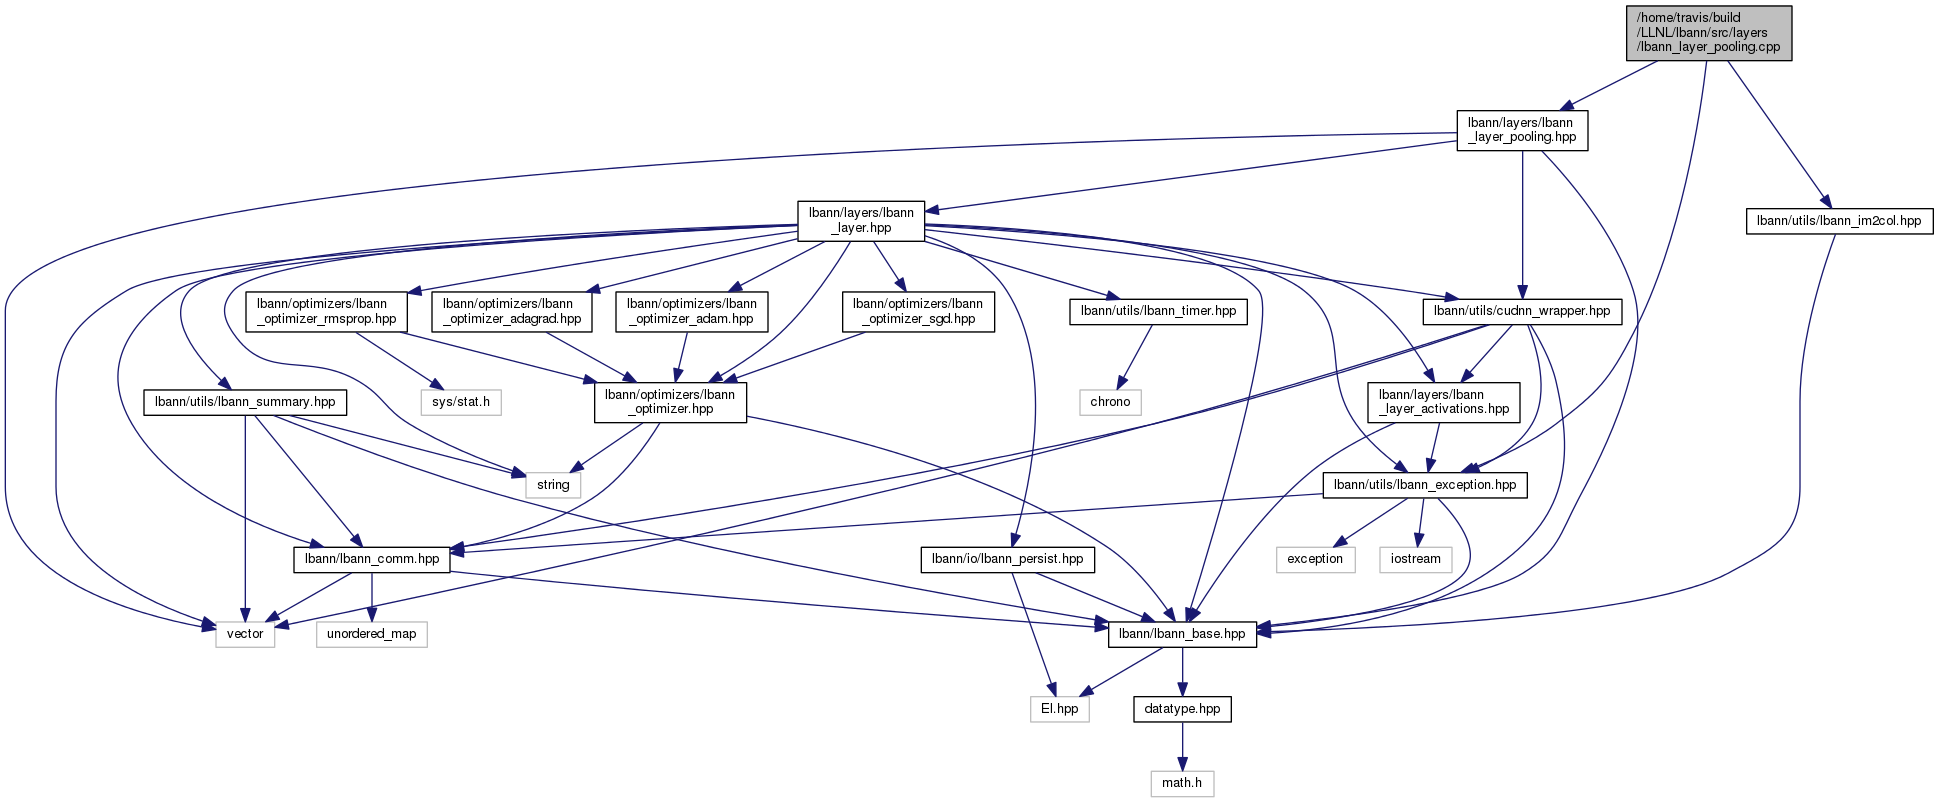 /home/travis/build
/LLNL/lbann/src/layers
/lbann_layer_pooling.cpp
lbann/layers/lbann
_layer_pooling.hpp
lbann/layers/lbann
_layer.hpp
lbann/utils/lbann_im2col.hpp
lbann/optimizers/lbann
_optimizer_rmsprop.hpp
lbann/optimizers/lbann
_optimizer_adagrad.hpp
lbann/optimizers/lbann
_optimizer_adam.hpp
lbann/optimizers/lbann
_optimizer_sgd.hpp
lbann/utils/lbann_timer.hpp
lbann/utils/cudnn_wrapper.hpp
lbann/utils/lbann_summary.hpp
sys/stat.h
lbann/optimizers/lbann
_optimizer.hpp
chrono
lbann/layers/lbann
_layer_activations.hpp
string
lbann/utils/lbann_exception.hpp
lbann/lbann_comm.hpp
lbann/io/lbann_persist.hpp
exception
iostream
vector
unordered_map
lbann/lbann_base.hpp
El.hpp
datatype.hpp
math.h